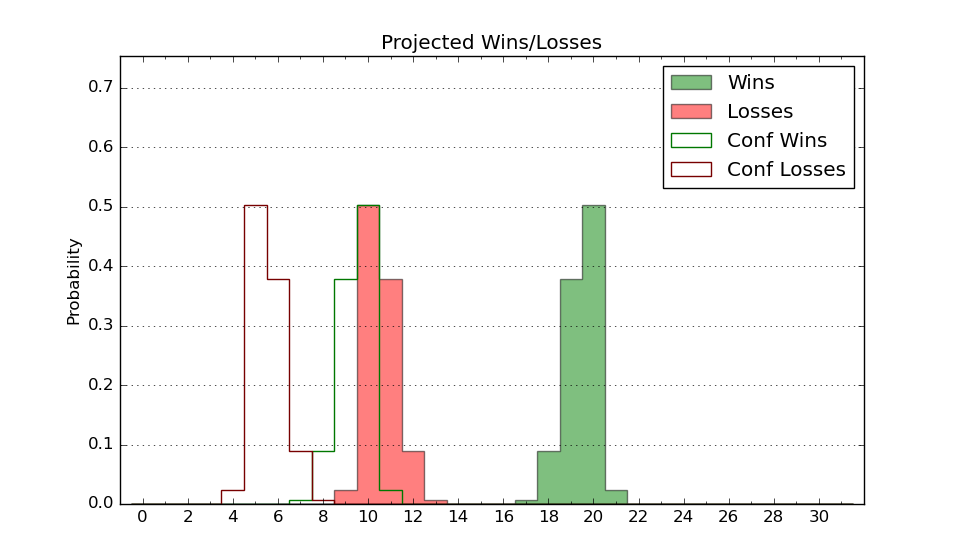 Projected Wins/Losses
Wins
Losses
Conf Wins
Conf Losses
Probability
0.7
0.6
0.5
0.4
0.3
0.2
0.1
0.0
0 2 4 6 8 10 12 14 16 18 20 22 24 26 28 30